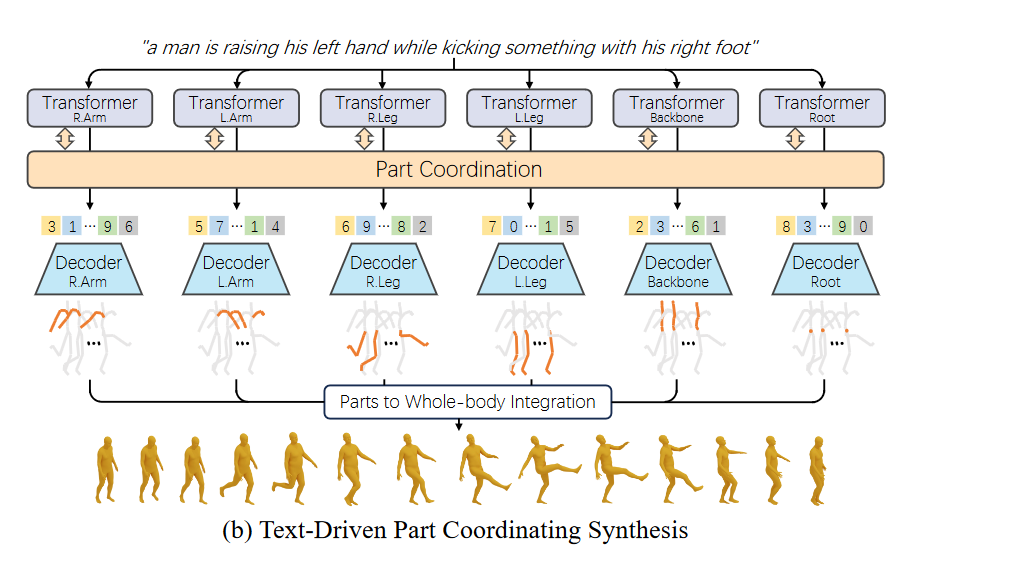 "a man is raising his left hand while kicking something with his right foot"
Transformer Transformer Transformer Transformer Transformer Transformer
R.Arm L.Arm R.Leg L.Leg Backbone Root
Part Coordination
3 1 ··· 9 6 5 7 ··· 1 4 6 9 ··· 8 2 7 0 ··· 1 5 2 3 ··· 6 1 8 3 ··· 9 0
Decoder Decoder Decoder Decoder Decoder Decoder
R.Arm L.Arm R.Leg L.Leg Backbone Root
... ... ... ... ... ...
Parts to Whole-body Integration
(b) Text-Driven Part Coordinating Synthesis